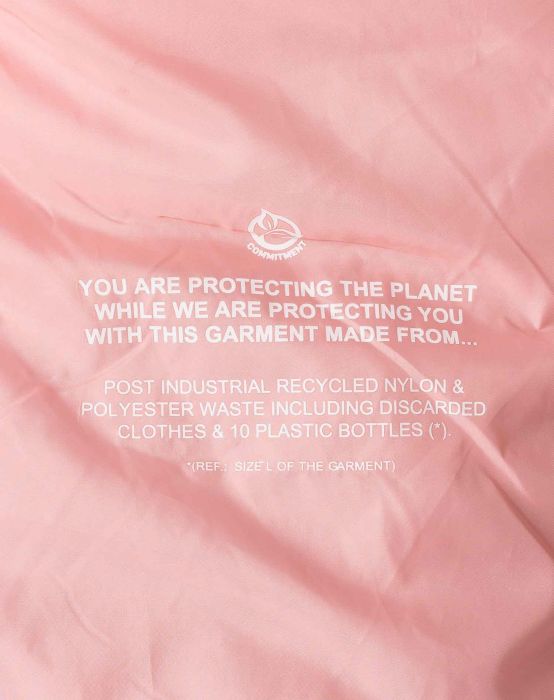 COMMITMENT
YOU ARE PROTECTING THE PLANET
WHILE WE ARE PROTECTING YOU
WITH THIS GARMENT MADE FROM...
POST INDUSTRIAL RECYCLED NYLON &
POLYESTER WASTE INCLUDING DISCARDED
CLOTHES & 10 PLASTIC BOTTLES (*).
*(REF.: SIZE L OF THE GARMENT)